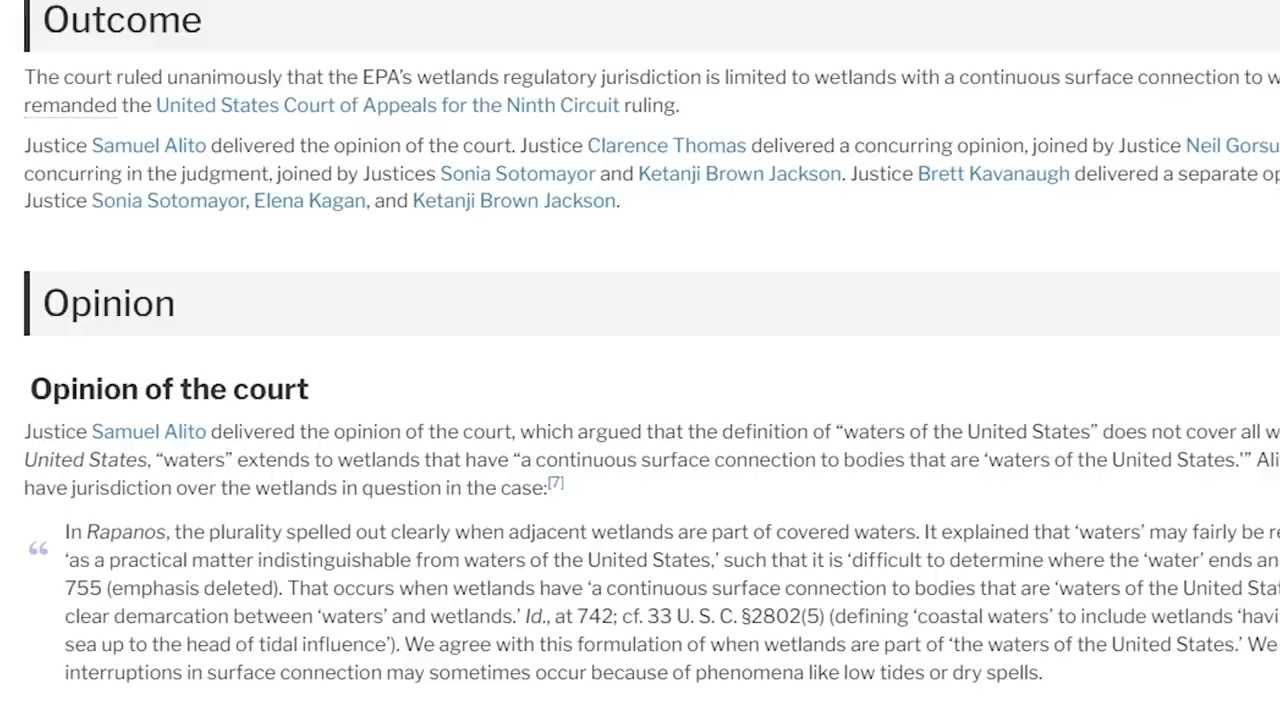 Outcome
The court ruled unanimously that the EPA’s wetlands regulatory jurisdiction is limited to wetlands with a continuous surface connection to
remanded the United States Court of Appeals for the Ninth Circuit ruling.
Justice Samuel Alito delivered the opinion of the court. Justice Clarence Thomas delivered a concurring opinion, joined by Justice Neil
concurring in the judgment, joined by Justices Sonia Sotomayor and Ketanji Brown Jackson. Justice Brett Kavanaugh delivered a separate
Justice Sonia Sotomayor, Elena Kagan, and Ketanji Brown Jackson.
Opinion
Opinion of the court
Justice Samuel Alito delivered the opinion of the court, which argued that the definition of “waters of the United States” does not cover all
United States, “waters” extends to wetlands that have “a continuous surface connection to bodies that are ‘waters of the United States.’”
have jurisdiction over the wetlands in question in the case:[7]
“ In Rapanos, the plurality spelled out clearly when adjacent wetlands are part of covered waters. It explained that ‘waters’ may fairly be
‘as a practical matter indistinguishable from waters of the United States,’ such that it is ‘difficult to determine where the ‘water’ ends
755 (emphasis deleted). That occurs when wetlands have ‘a continuous surface connection to bodies that are ‘waters of the United
clear demarcation between ‘waters’ and wetlands.’ Id., at 742; cf. 33 U. S. C. §2802(5) (defining ‘coastal waters’ to include wetlands
sea up to the head of tidal influence’). We agree with this formulation of when wetlands are part of ‘the waters of the United States.’ We
interruptions in surface connection may sometimes occur because of phenomena like low tides or dry spells.